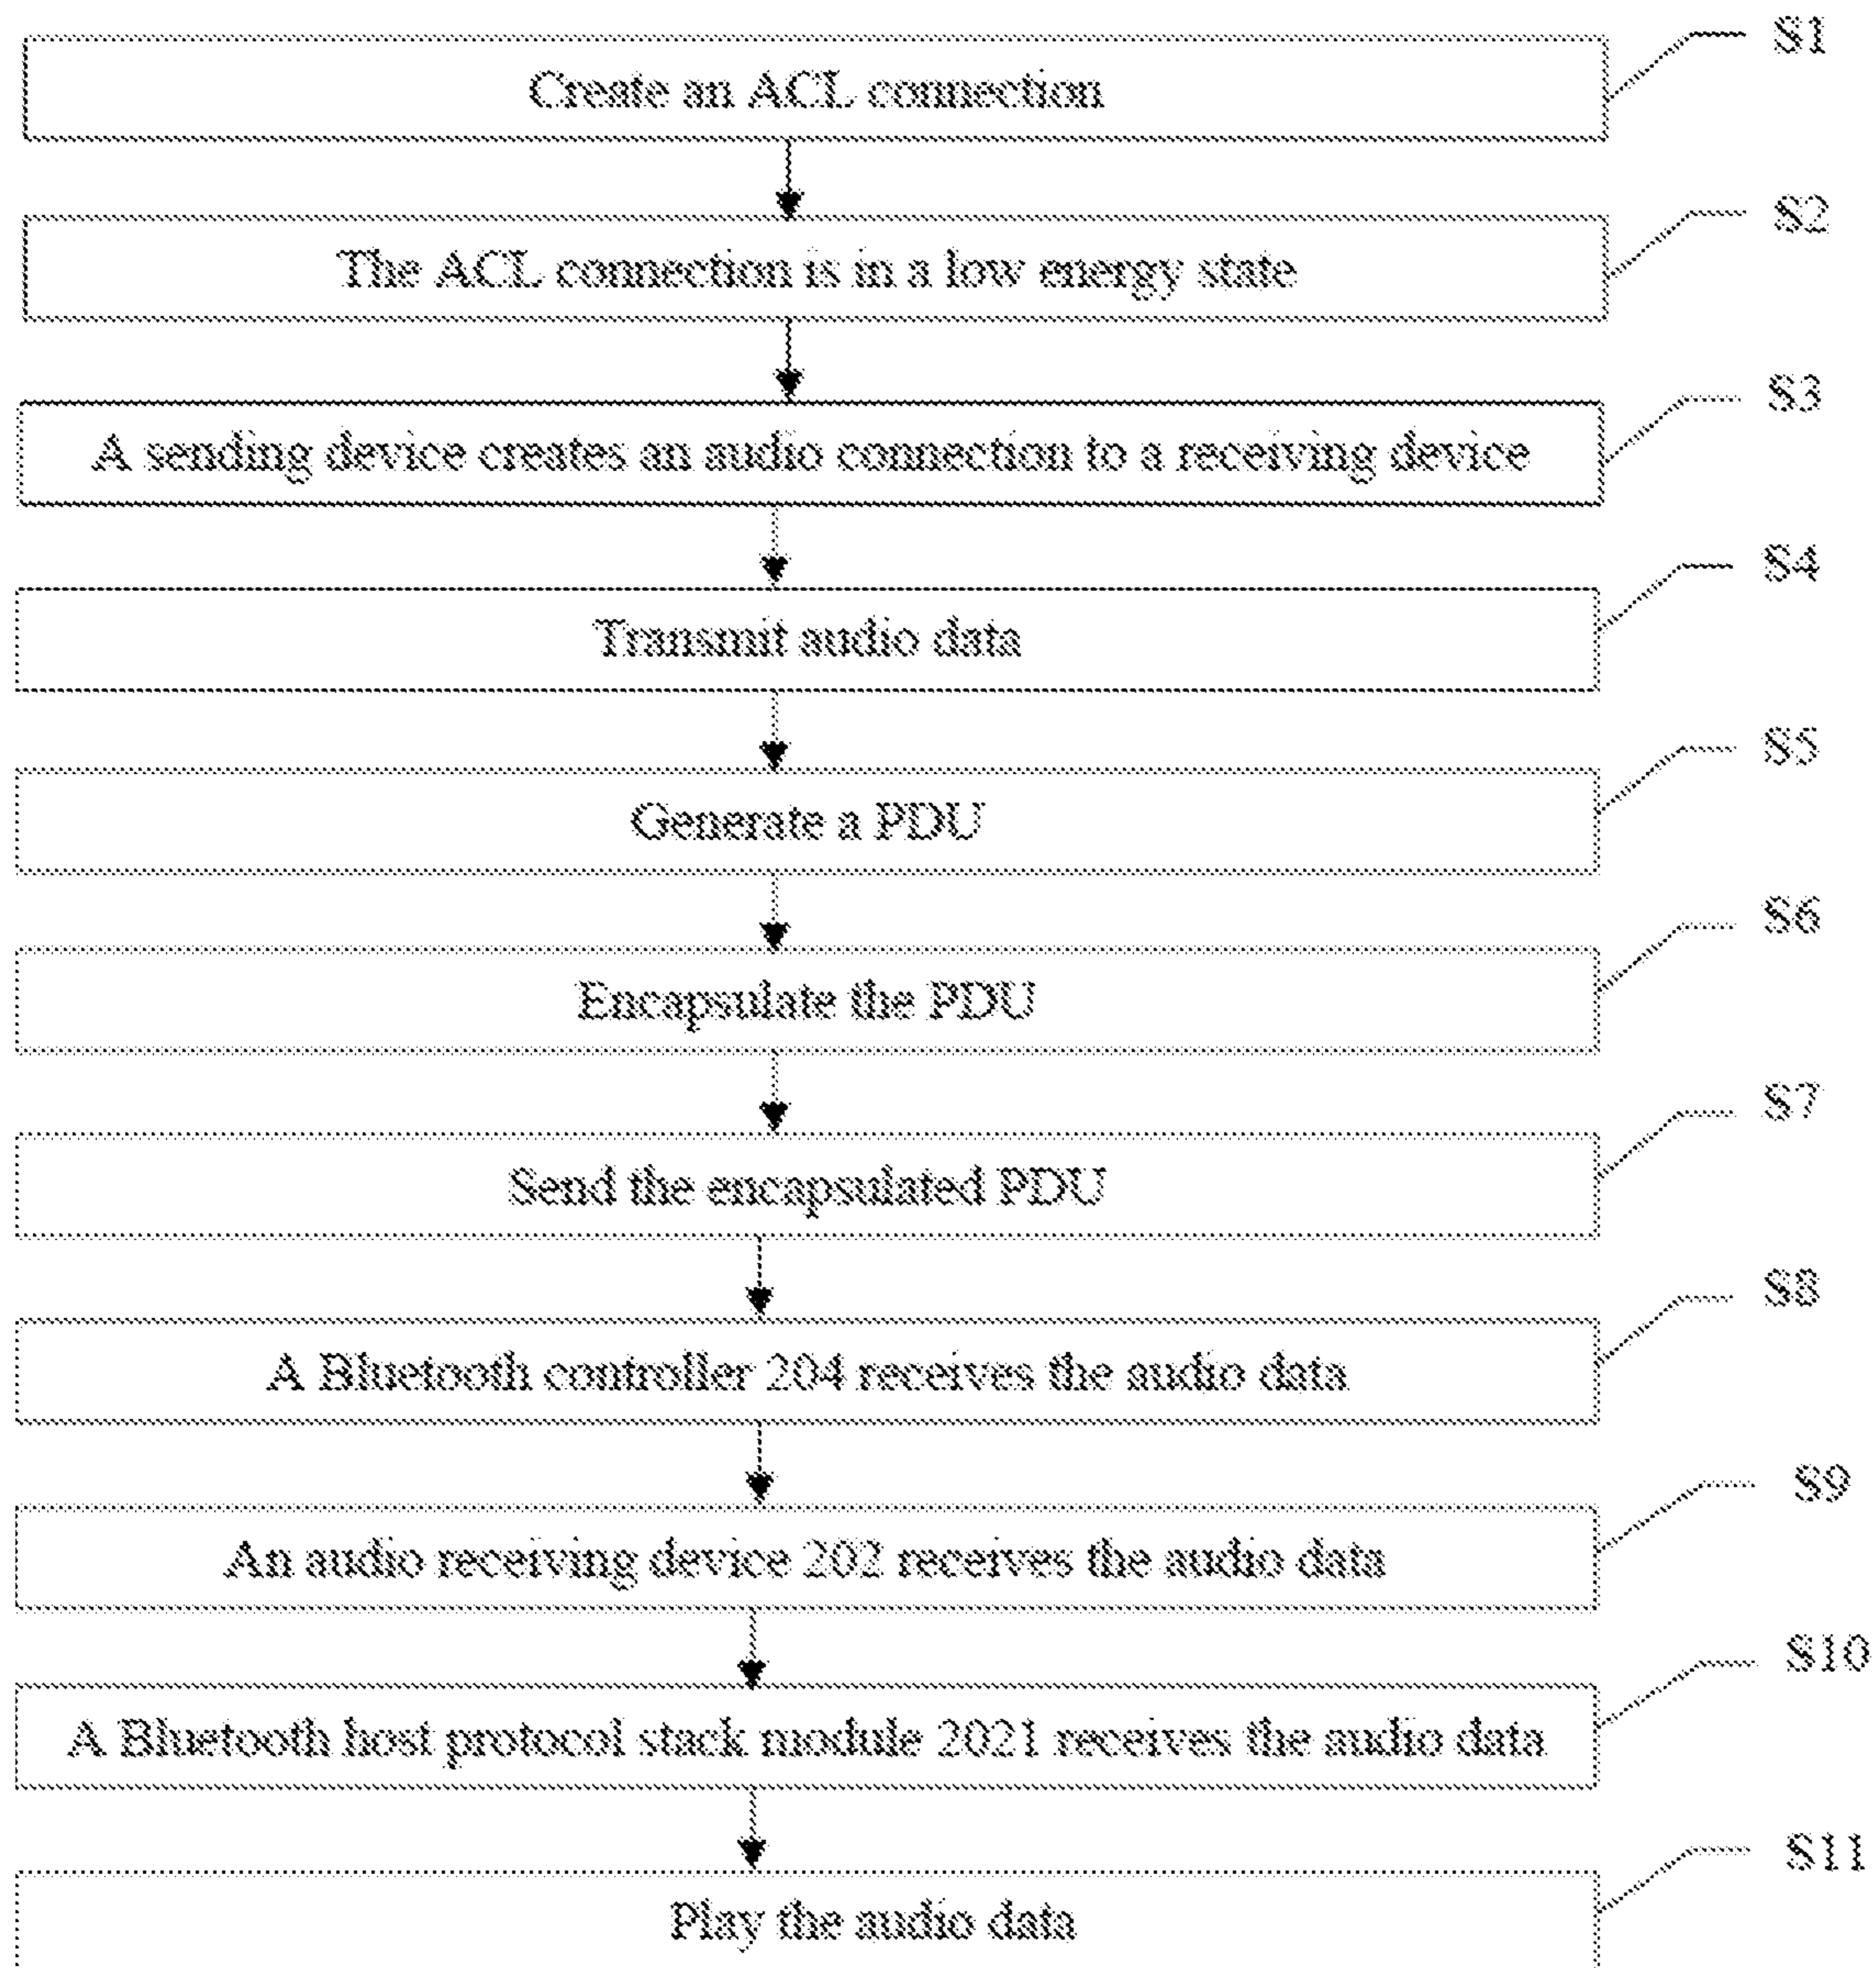 S1
Create an ACL connection
S2
The ACL connection is in a low energy state
S3
A sending device creates an audio connection to a receiving device
S4
Transmit audio data
S5
Generate a PDU
S6
Encapsulate the PDU
S7
Send the encapsulated PDU
S8
A Bluetooth controller 204 receives the audio data
S9
An audio receiving device 202 receives the audio data
S10
A Bluetooth host protocol stack module 2021 receives the audio data
S11
Play the audio data